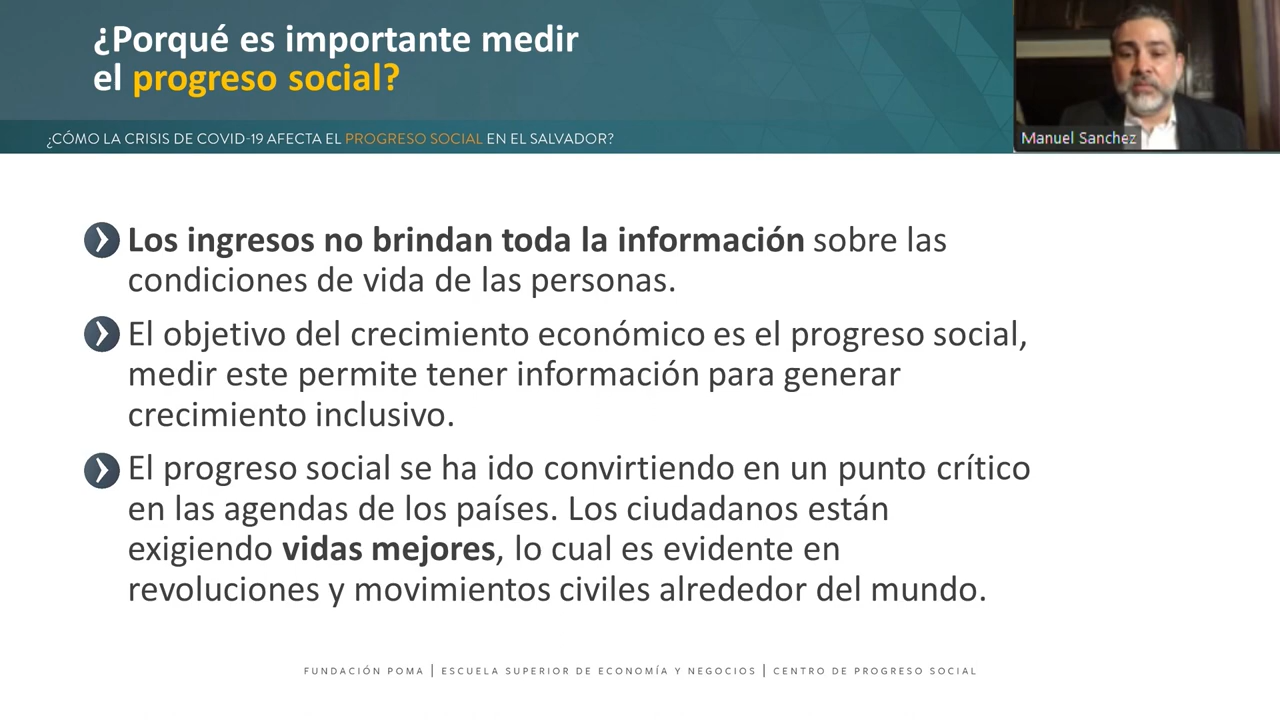 ¿Porqué es importante medir
el progreso social?
¿CÓMO LA CRISIS DE COVID-19 AFECTA EL PROGRESO SOCIAL EN EL SALVADOR?
Manuel Sanchez
Los ingresos no brindan toda la información sobre las
condiciones de vida de las personas.
El objetivo del crecimiento económico es el progreso social,
medir este permite tener información para generar
crecimiento inclusivo.
El progreso social se ha ido convirtiendo en un punto crítico
en las agendas de los países. Los ciudadanos están
exigiendo vidas mejores, lo cual es evidente en
revoluciones y movimientos civiles alrededor del mundo.
FUNDACIÓN POMA | ESCUELA SUPERIOR DE ECONOMÍA Y NEGOCIOS | CENTRO DE PROGRESO SOCIAL